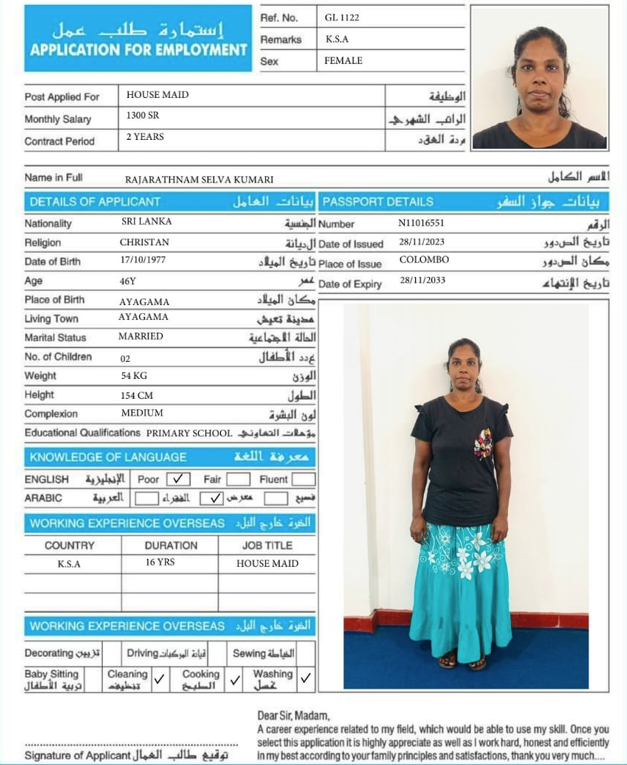 إستمارة طلب عمل
APPLICATION FOR EMPLOYMENT
Ref. No. GL 1122
Remarks K.S.A
Sex FEMALE
Post Applied For HOUSE MAID الوظيفة
Monthly Salary 1300 SR الراتب الشهري
Contract Period 2 YEARS مدة العقد
Name in Full RAJARATHNAM SELVA KUMARI الاسم الكامل
DETAILS OF APPLICANT بيانات العامل
Nationality SRI LANKA الجنسية
Religion CHRISTAN الديانة
Date of Birth 17/10/1977 تاريخ الميلاد
Age 46Y عمر
Place of Birth AYAGAMA مكان الميلاد
Living Town AYAGAMA مدينة تعيش
Marital Status MARRIED الحالة الاجتماعية
No. of Children 02 عدد الأطفال
Weight 54 KG الوزن
Height 154 CM الطول
Complexion MEDIUM لون البشرة
Educational Qualifications PRIMARY SCHOOL مؤهلات
PASSPORT DETAILS بيانات جواز السفر
Number N11016551 الرقم
Date of Issued 28/11/2023 تاريخ الصدور
Place of Issue COLOMBO مكان الصدور
Date of Expiry 28/11/2033 تاريخ الإنتهاء
KNOWLEDGE OF LANGUAGE معرفة اللغة
ENGLISH الإنجليزية Poor ✓ Fair Fluent
ARABIC العربية ✓ فصيح
WORKING EXPERIENCE OVERSEAS الخبرة خارج البلد
COUNTRY DURATION JOB TITLE
K.S.A 16 YRS HOUSE MAID
WORKING EXPERIENCE OVERSEAS الخبرة خارج البلد
Decorating تزيين Driving قيادة المركبات Sewing الخياطة
Baby Sitting Cleaning ✓ Cooking ✓ Washing ✓
تربية الأطفال تنظيف الطبخ غسل
Dear Sir, Madam,
A career experience related to my field, which would be able to use my skill. Once you
select this application it is highly appreciate as well as I work hard, honest and efficiently
in my best according to your family principles and satisfactions, thank you very much....
Signature of Applicant توقيع طالب العمال